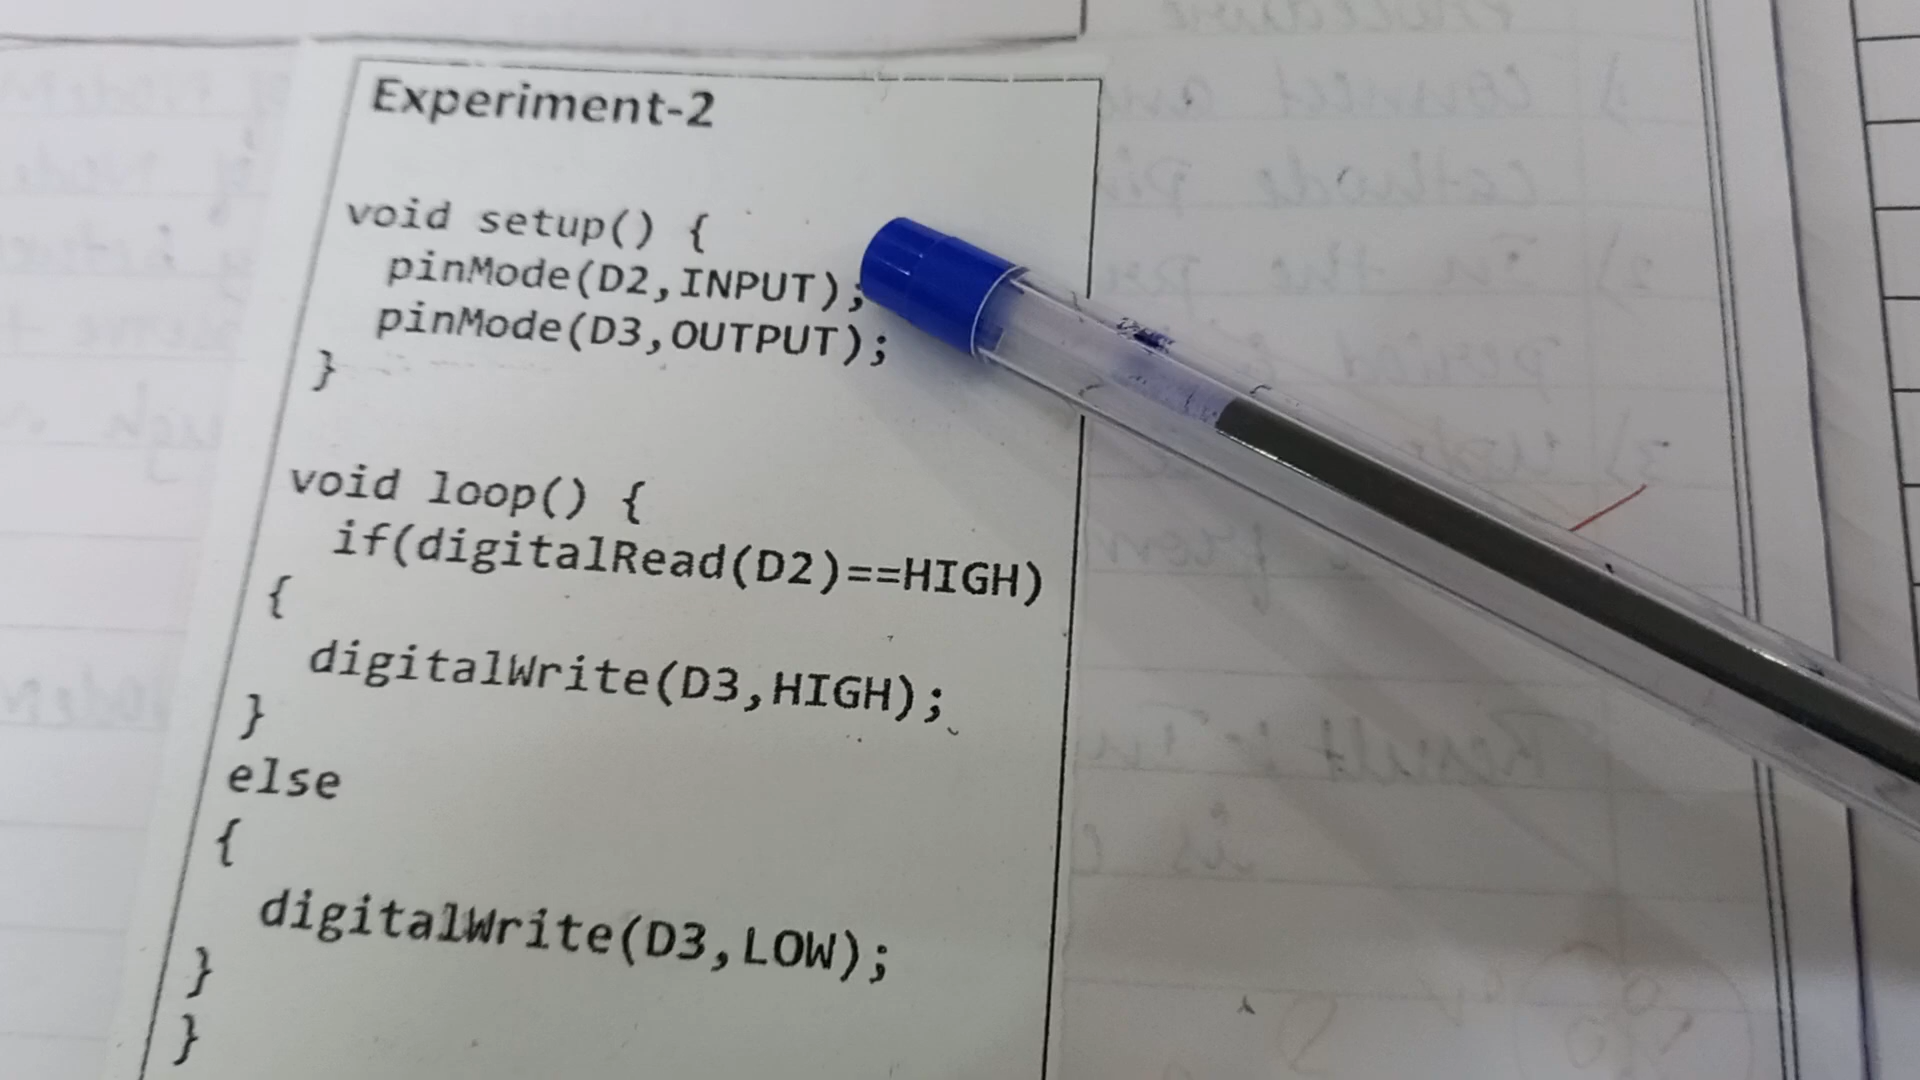 Experiment-2
void setup() {
pinMode(D2,INPUT);
pinMode(D3,OUTPUT);
}
void loop() {
if(digitalRead(D2)==HIGH)
{
digitalWrite(D3,HIGH);
}
else
{
digitalWrite(D3,LOW);
}
}